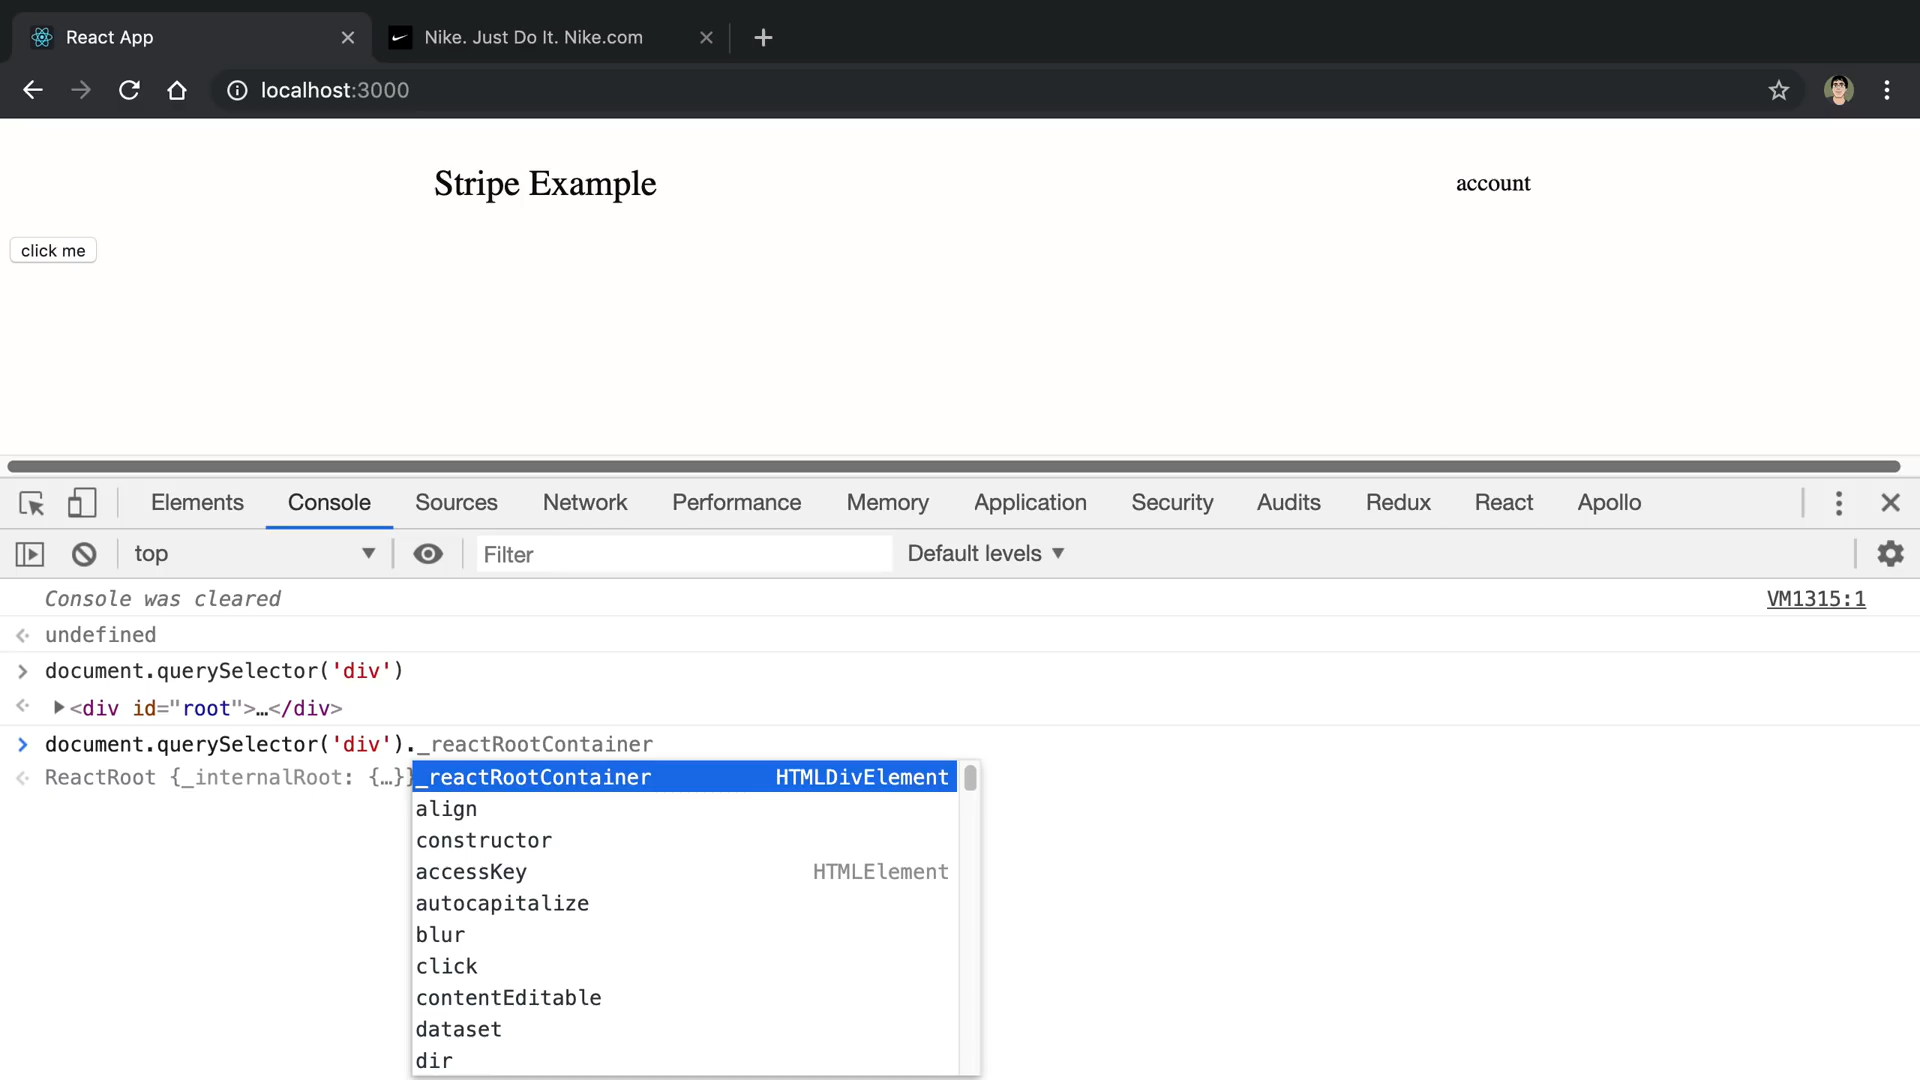 React App
Nike. Just Do It. Nike.com
localhost:3000
Stripe Example
account
click me
Elements Console Sources Network Performance Memory Application Security Audits Redux React Apollo
top
Filter
Default levels
Console was cleared
VM1315:1
undefined
document.querySelector('div')
<div id="root">…</div>
document.querySelector('div')._reactRootContainer
ReactRoot {_internalRoot: {…}}
_reactRootContainer HTMLDivElement
align
constructor
accessKey HTMLElement
autocapitalize
blur
click
contentEditable
dataset
dir